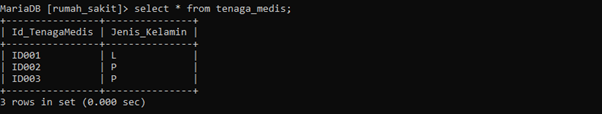 MariaDB [rumah_sakit]> select * from tenaga_medis;
+----------------+---------------+
| Id_TenagaMedis | Jenis_Kelamin |
+----------------+---------------+
| ID001          | L             |
| ID002          | P             |
| ID003          | P             |
+----------------+---------------+
3 rows in set (0.000 sec)